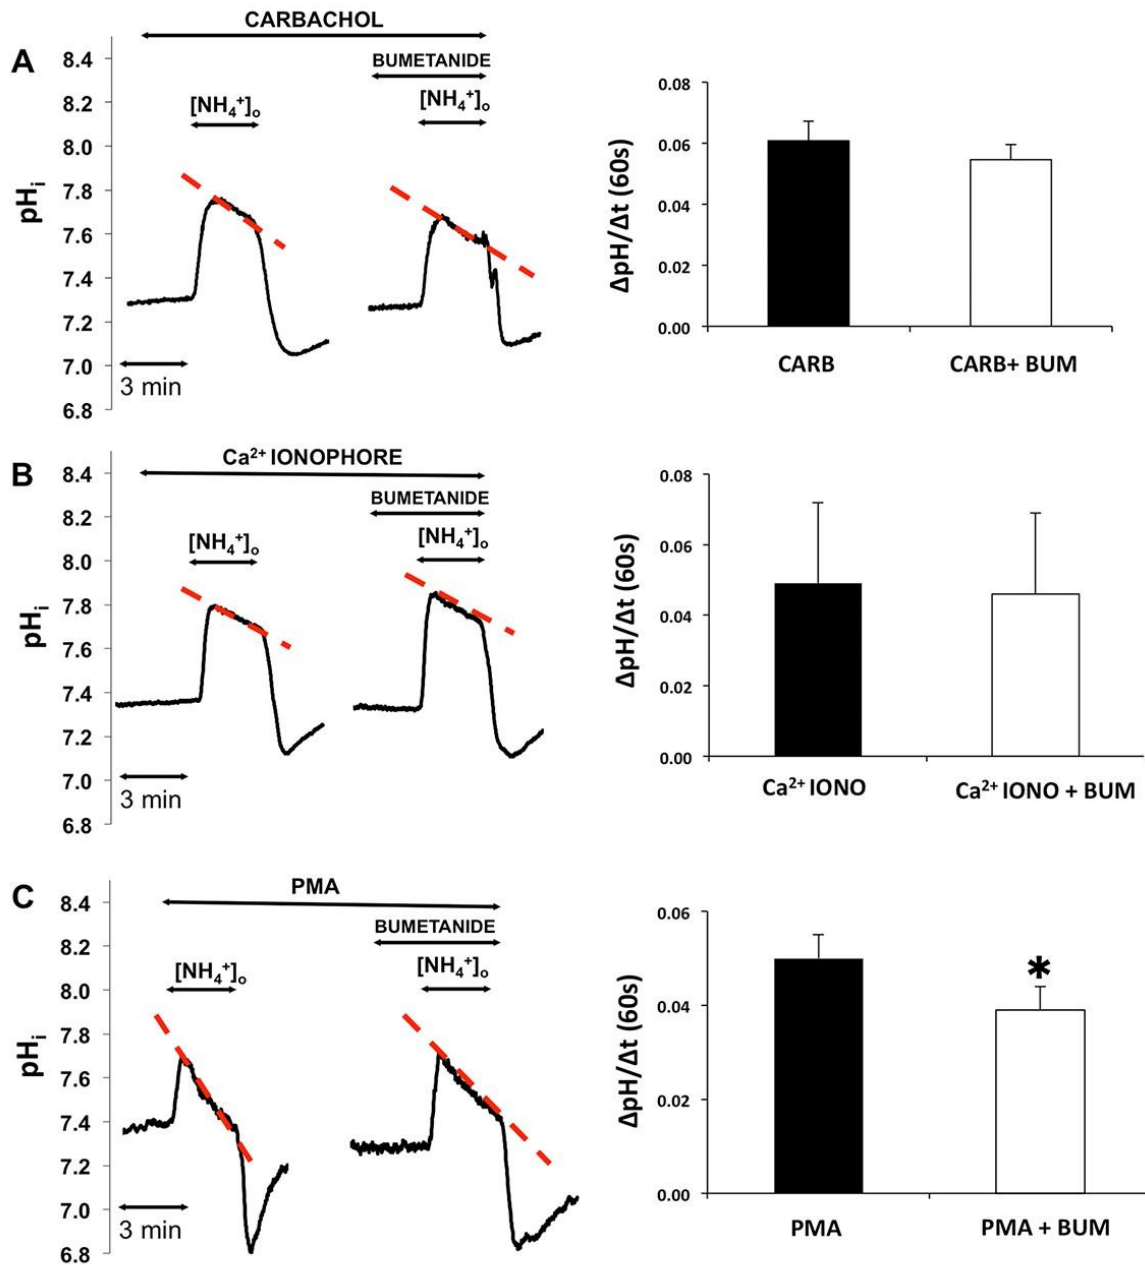 A
CARBACHOL
BUMETANIDE
[NH₄⁺]ₒ
[NH₄⁺]ₒ
pHᵢ
8.4
8.2
8.0
7.8
7.6
7.4
7.2
7.0
6.8
3 min
ΔpH/Δt (60s)
0.08
0.06
0.04
0.02
0.00
CARB
CARB+ BUM
B
Ca²⁺ IONOPHORE
BUMETANIDE
[NH₄⁺]ₒ
[NH₄⁺]ₒ
pHᵢ
8.4
8.2
8.0
7.8
7.6
7.4
7.2
7.0
6.8
3 min
ΔpH/Δt (60s)
0.08
0.06
0.04
0.02
0.00
Ca²⁺ IONO
Ca²⁺ IONO + BUM
C
PMA
BUMETANIDE
[NH₄⁺]ₒ
[NH₄⁺]ₒ
pHᵢ
8.4
8.2
8.0
7.8
7.6
7.4
7.2
7.0
6.8
3 min
ΔpH/Δt (60s)
0.06
0.04
0.02
0.00
*
PMA
PMA + BUM